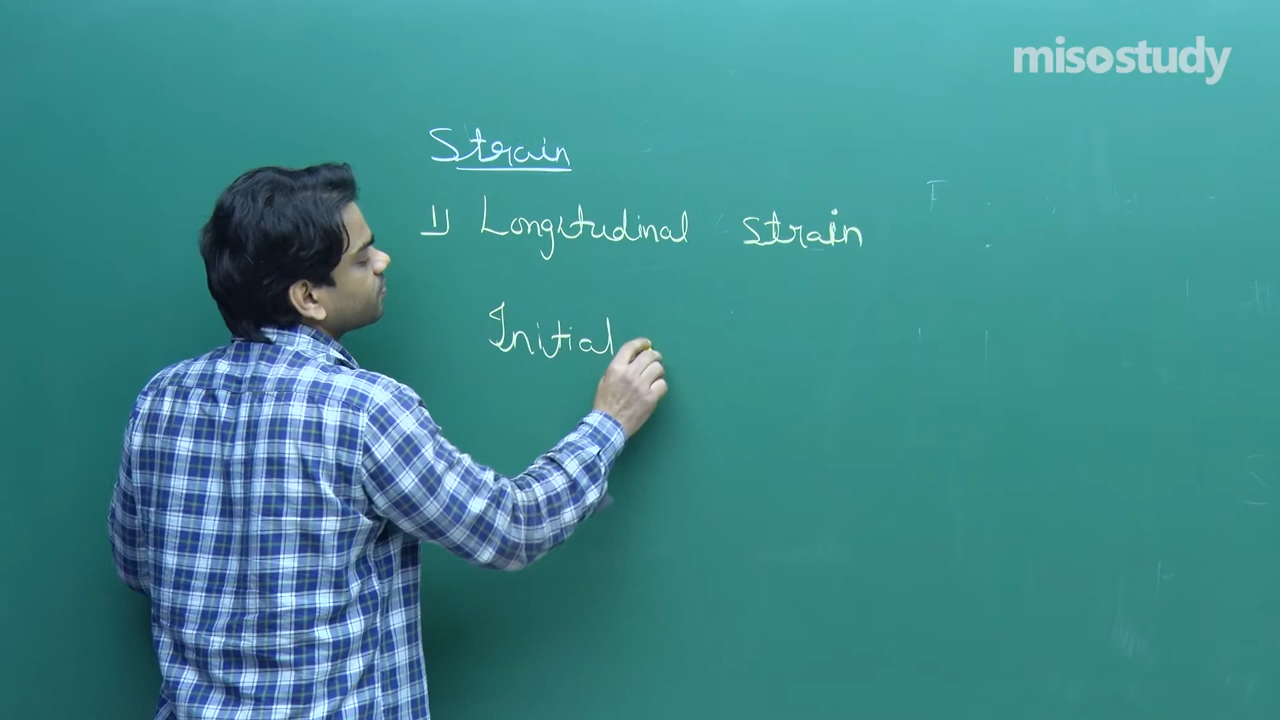 misostudy
Strain
1) Longitudinal strain
Initial